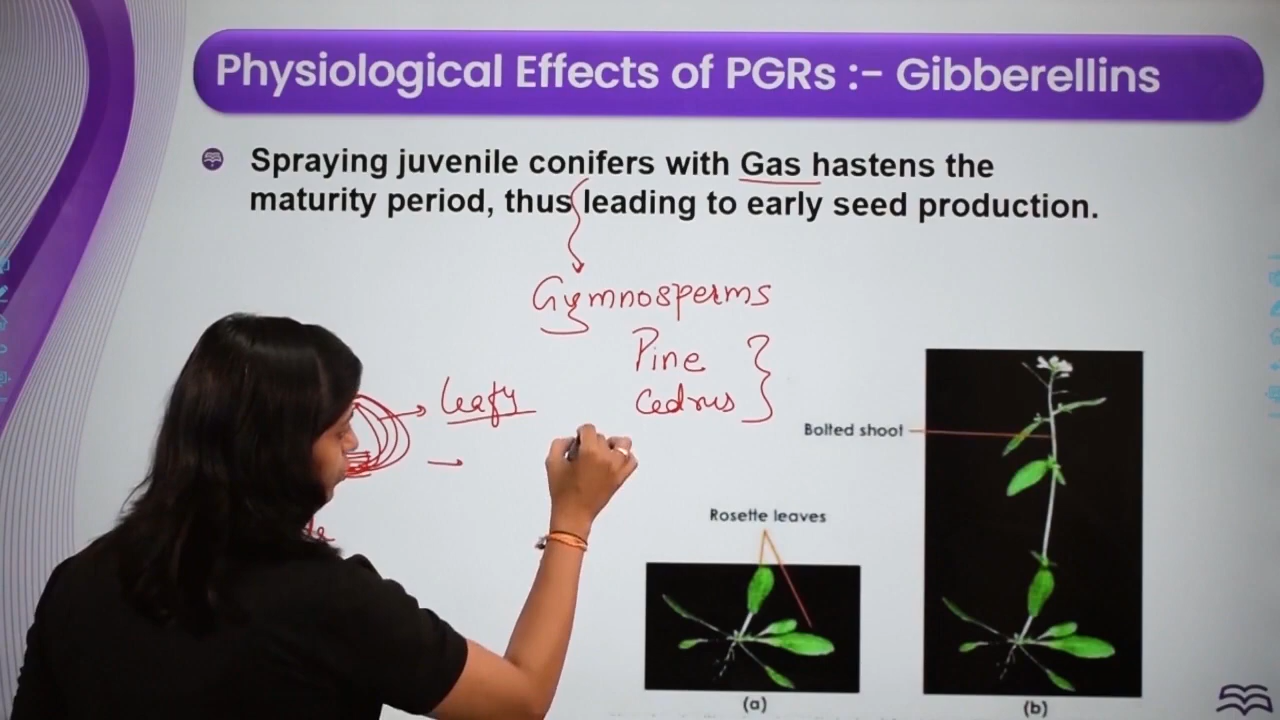 Physiological Effects of PGRs :- Gibberellins
Spraying juvenile conifers with Gas hastens the
maturity period, thus leading to early seed production.
Gymnosperms
Pine
Cedrus
Leafy
Bolted shoot
Rosette leaves
(a)
(b)